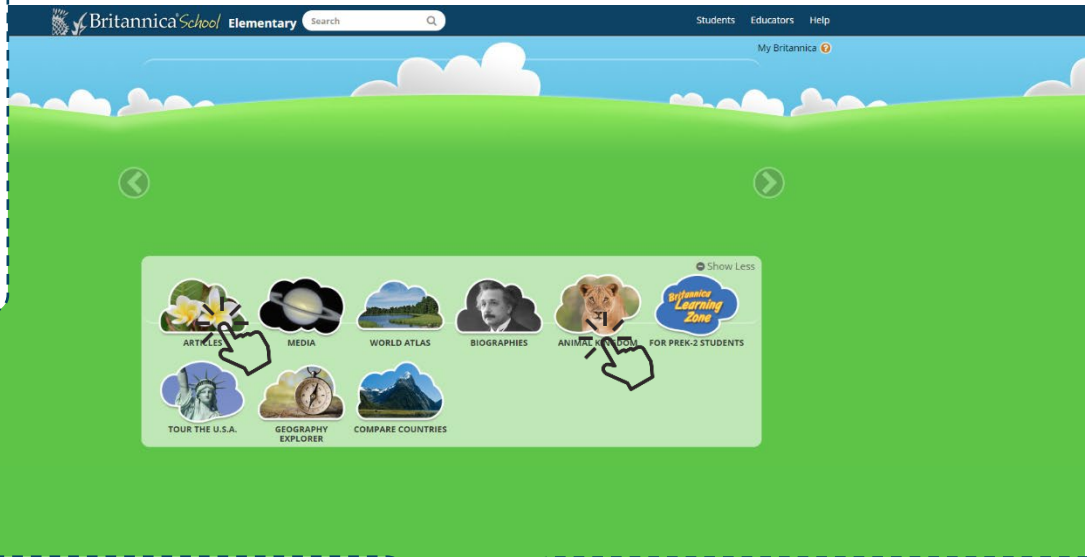 Britannica School Elementary Search Students Educators Help
My Britannica ?
Show Less
Britannica
Learning
Zone
ARTICLES MEDIA WORLD ATLAS BIOGRAPHIES ANIMAL KINGDOM FOR PREK-2 STUDENTS
TOUR THE U.S.A. GEOGRAPHY EXPLORER COMPARE COUNTRIES